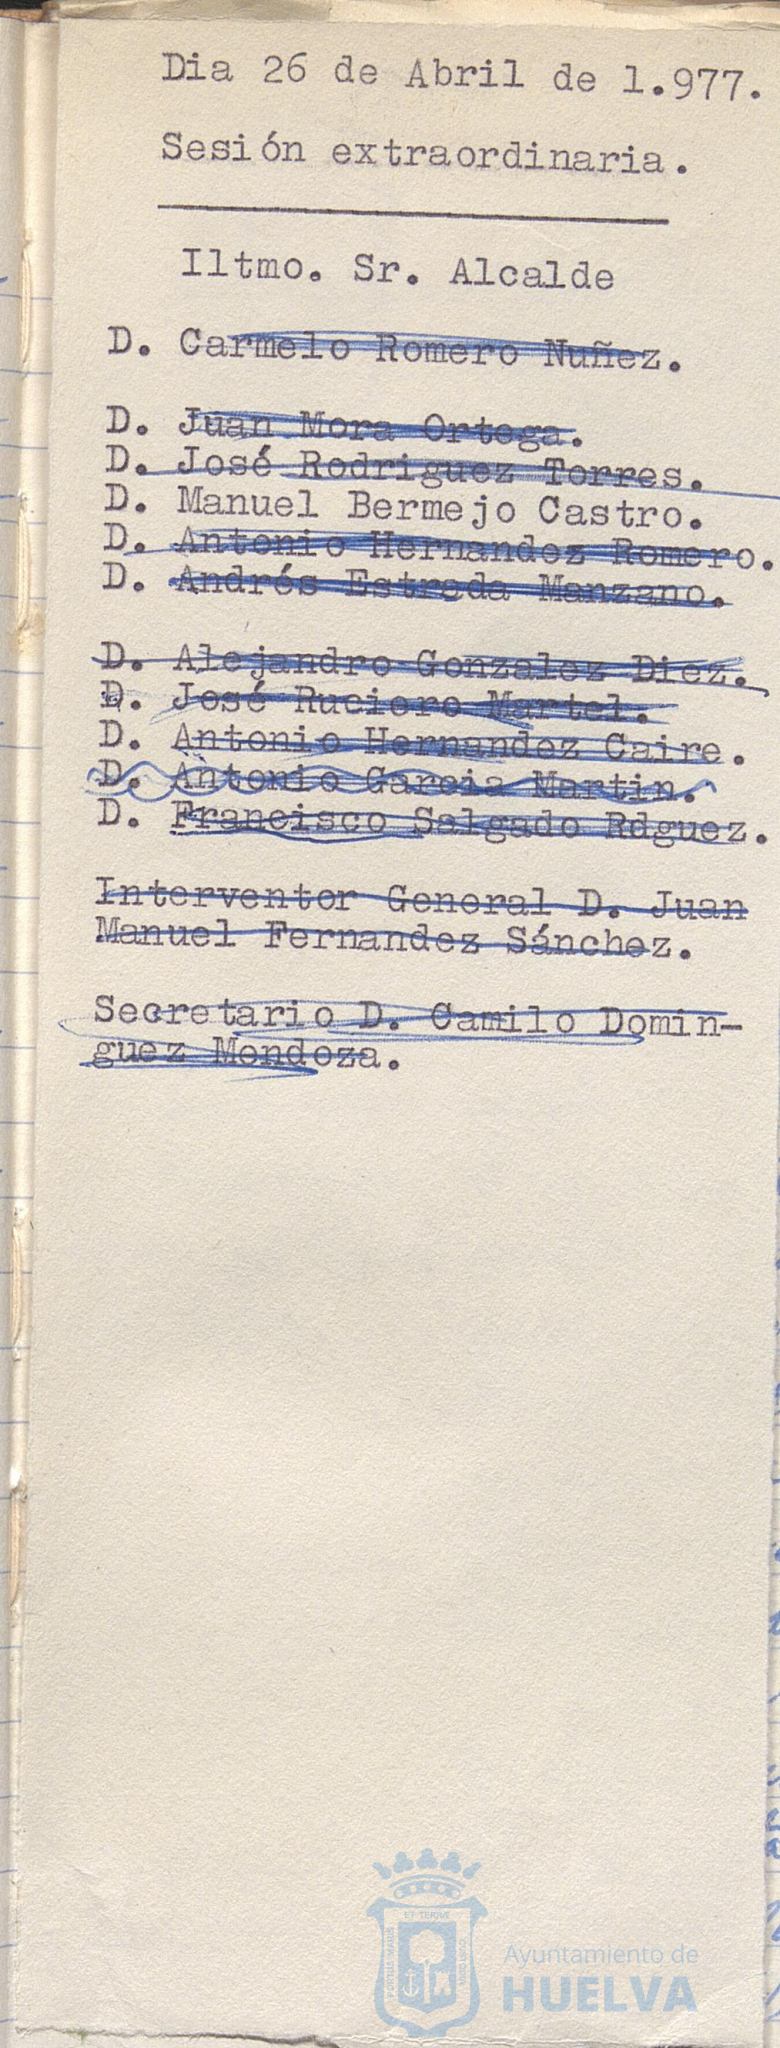 Dia 26 de Abril de 1.977.
Sesión extraordinaria.
Iltmo. Sr. Alcalde
D. Carmelo Romero Nuñez.
D. Juan Mora Ortega.
D. José Rodriguez Torres.
D. Manuel Bermejo Castro.
D. Antonio Hernandez Romero.
D. Andrés Estrada Manzano.
D. Alejandro Gonzalez Diez.
D. José Ruciero Martel.
D. Antonio Hernandez Caire.
D. Antonio Garcia Martin.
D. Francisco Salgado Rdguez.
Interventor General D. Juan
Manuel Fernandez Sánchez.
Secretario D. Camilo Domin-
guez Mendoza.
Ayuntamiento de
HUELVA